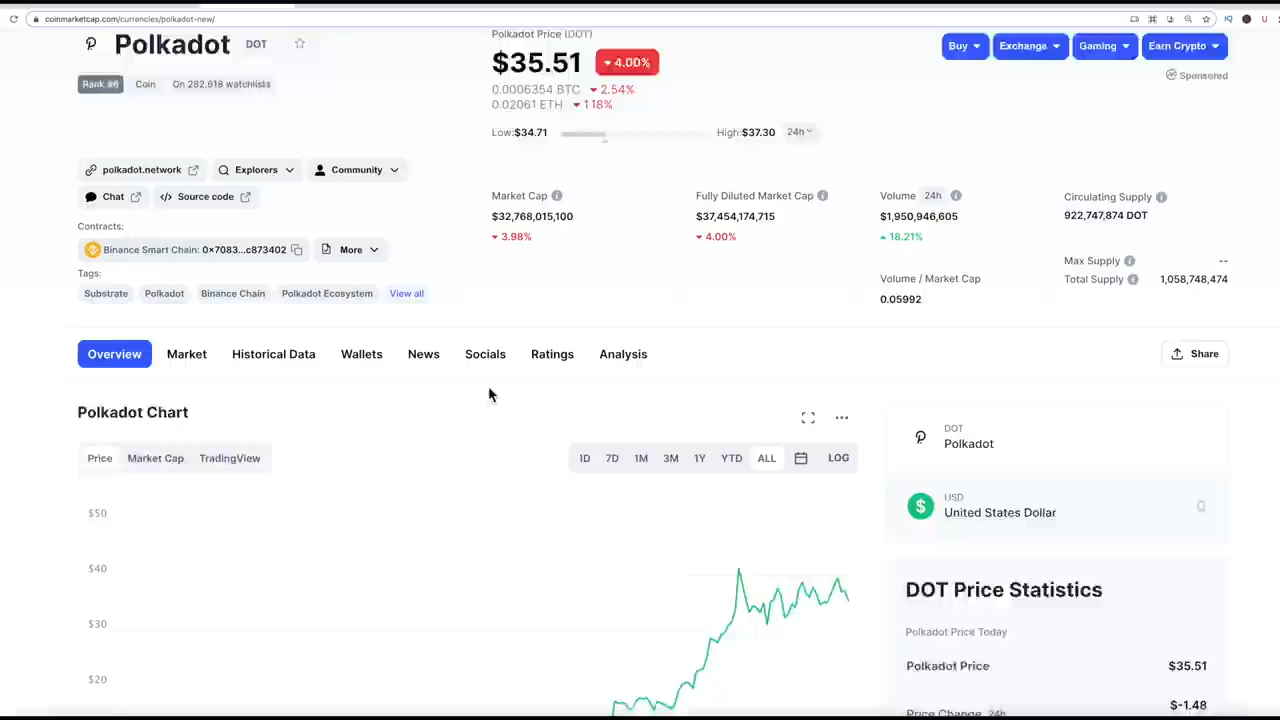 coinmarketcap.com/currencies/polkadot-new/
Polkadot DOT
Rank #6 Coin On 282,618 watchlists
polkadot.network Explorers Community
Chat Source code
Contracts:
Binance Smart Chain: 0x7083...c873402 More
Tags:
Substrate Polkadot Binance Chain Polkadot Ecosystem View all
Polkadot Price (DOT)
$35.51 4.00%
0.0006354 BTC 2.54%
0.02061 ETH 1.18%
Low:$34.71 High:$37.30 24h
Buy Exchange Gaming Earn Crypto
Sponsored
Market Cap
$32,768,015,100
3.98%
Fully Diluted Market Cap
$37,454,174,715
4.00%
Volume 24h
$1,950,946,605
18.21%
Volume / Market Cap
0.05992
Circulating Supply
922,747,874 DOT
Max Supply --
Total Supply 1,058,748,474
Overview Market Historical Data Wallets News Socials Ratings Analysis Share
Polkadot Chart
Price Market Cap TradingView 1D 7D 1M 3M 1Y YTD ALL LOG
$50
$40
$30
$20
DOT
Polkadot
USD
United States Dollar
0
DOT Price Statistics
Polkadot Price Today
Polkadot Price $35.51
Price Change 24h $-1.48